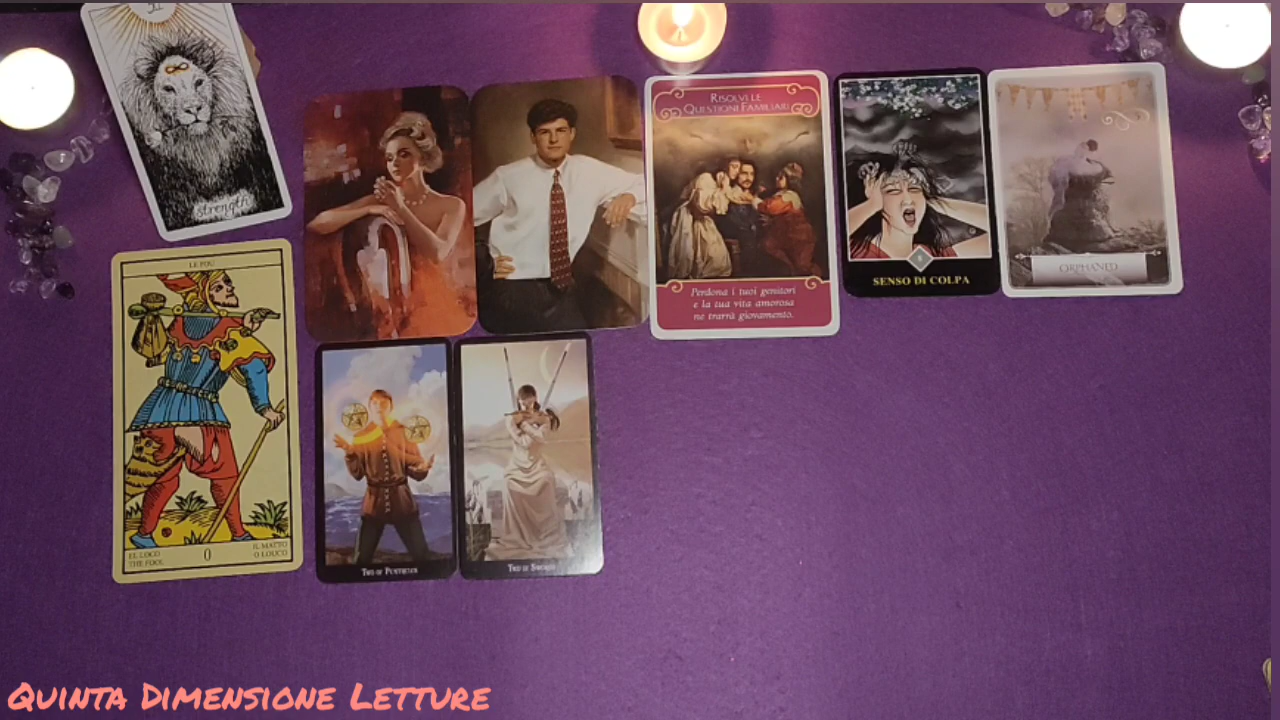 strength
LE FOU
EL LOCO
THE FOOL
0
IL MATTO
O LOUCO
RISOLVI LE
QUESTIONI FAMILIARI
Perdona i tuoi genitori
e la tua vita amorosa
ne trarrà giovamento.
SENSO DI COLPA
ORPHANED
TWO OF PENTACLES
TWO OF SWORDS
QUINTA DIMENSIONE LETTURE